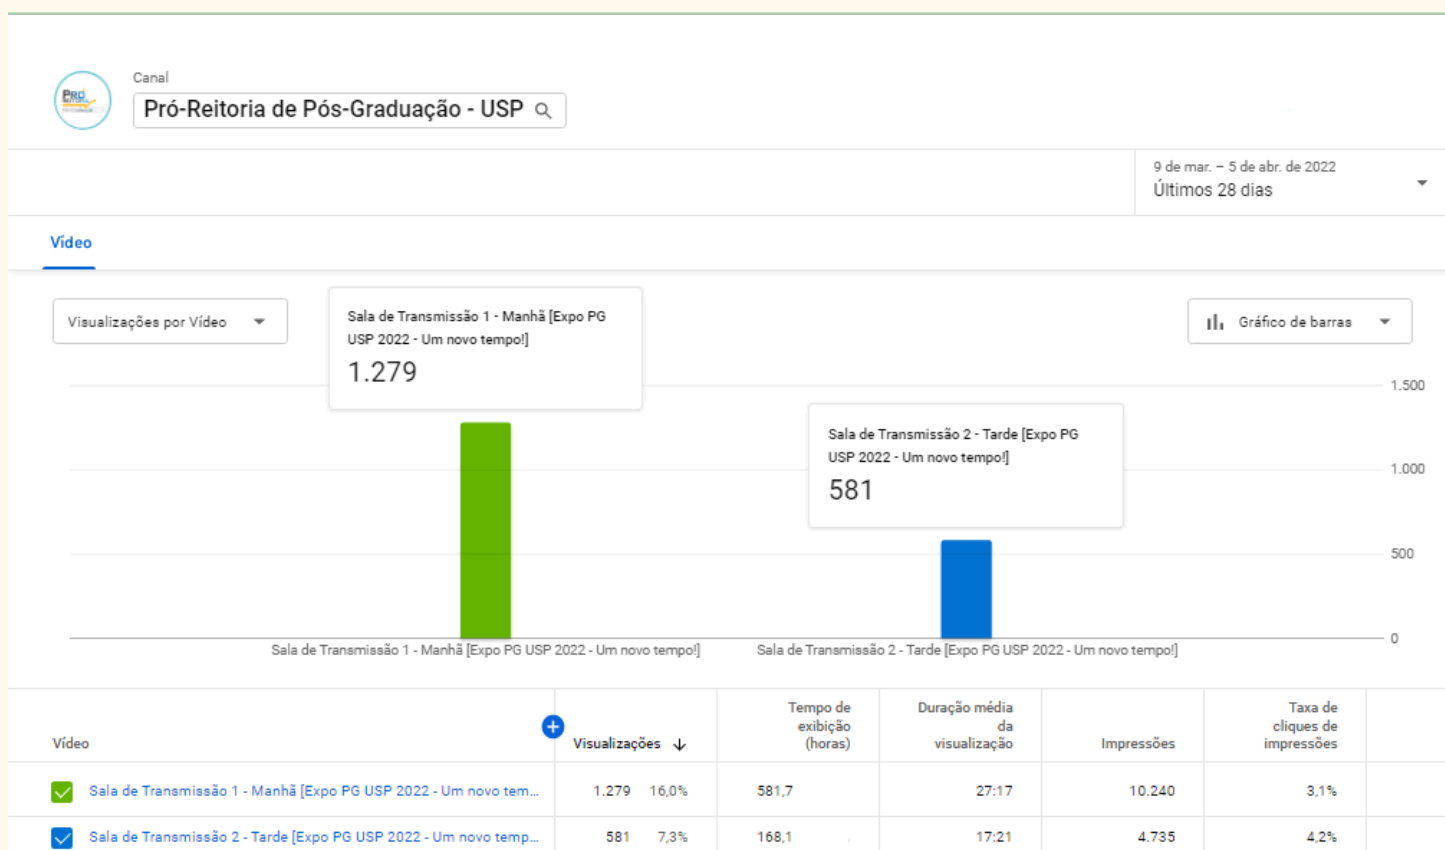 Canal
PRÓ
Pró-Reitoria de Pós-Graduação - USP
9 de mar. – 5 de abr. de 2022
Últimos 28 dias
Vídeo
Visualizações por Vídeo
Gráfico de barras
Sala de Transmissão 1 - Manhã [Expo PG
USP 2022 - Um novo tempo!]
1.279
Sala de Transmissão 2 - Tarde [Expo PG
USP 2022 - Um novo tempo!]
581
1.500
1.000
500
0
Sala de Transmissão 1 - Manhã [Expo PG USP 2022 - Um novo tempo!]
Sala de Transmissão 2 - Tarde [Expo PG USP 2022 - Um novo tempo!]
Vídeo
Visualizações
Tempo de
exibição
(horas)
Duração média
da
visualização
Impressões
Taxa de
cliques de
impressões
Sala de Transmissão 1 - Manhã [Expo PG USP 2022 - Um novo tem... 1.279 16,0% 581,7 27:17 10.240 3,1%
Sala de Transmissão 2 - Tarde [Expo PG USP 2022 - Um novo temp... 581 7,3% 168,1 17:21 4.735 4,2%